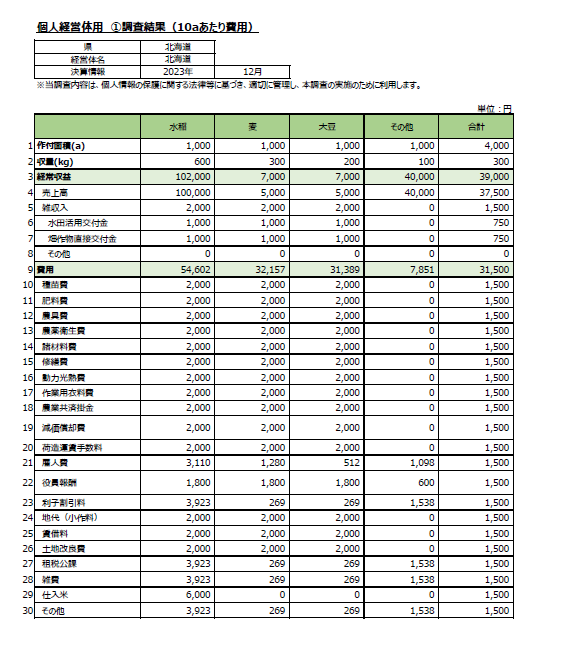 個人経営体用 ①調査結果（10aあたり費用）
県 北海道
経営体名 北海道
決算情報 2023年 12月
※当調査内容は、個人情報の保護に関する法律等に基づき、適切に管理し、本調査の実施のために利用します。
単位：円
水稲 麦 大豆 その他 合計
1 作付面積(a) 1,000 1,000 1,000 1,000 4,000
2 収量(kg) 600 300 200 100 300
3 経常収益 102,000 7,000 7,000 40,000 39,000
4 売上高 100,000 5,000 5,000 40,000 37,500
5 雑収入 2,000 2,000 2,000 0 1,500
6 水田活用交付金 1,000 1,000 1,000 0 750
7 畑作物直接交付金 1,000 1,000 1,000 0 750
8 その他 0 0 0 0 0
9 費用 54,602 32,157 31,389 7,851 31,500
10 種苗費 2,000 2,000 2,000 0 1,500
11 肥料費 2,000 2,000 2,000 0 1,500
12 農具費 2,000 2,000 2,000 0 1,500
13 農薬衛生費 2,000 2,000 2,000 0 1,500
14 諸材料費 2,000 2,000 2,000 0 1,500
15 修繕費 2,000 2,000 2,000 0 1,500
16 動力光熱費 2,000 2,000 2,000 0 1,500
17 作業用衣料費 2,000 2,000 2,000 0 1,500
18 農業共済掛金 2,000 2,000 2,000 0 1,500
19 減価償却費 2,000 2,000 2,000 0 1,500
20 荷造運賃手数料 2,000 2,000 2,000 0 1,500
21 雇人費 3,110 1,280 512 1,098 1,500
22 役員報酬 1,800 1,800 1,800 600 1,500
23 利子割引料 3,923 269 269 1,538 1,500
24 地代（小作料） 2,000 2,000 2,000 0 1,500
25 賃借料 2,000 2,000 2,000 0 1,500
26 土地改良費 2,000 2,000 2,000 0 1,500
27 租税公課 3,923 269 269 1,538 1,500
28 雑費 3,923 269 269 1,538 1,500
29 仕入米 6,000 0 0 0 1,500
30 その他 3,923 269 269 1,538 1,500